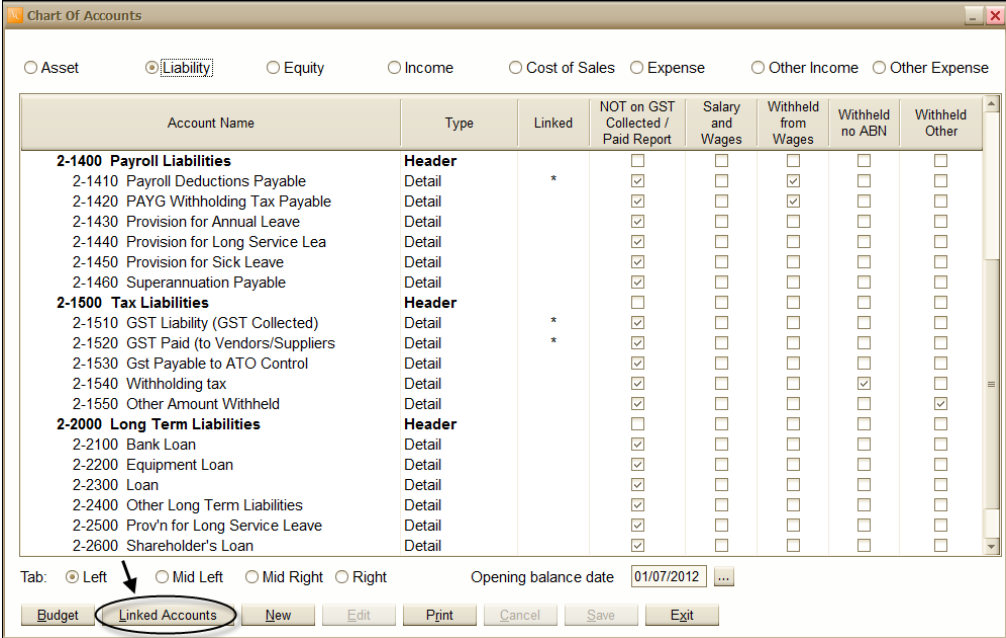 Chart Of Accounts
Asset Liability Equity Income Cost of Sales Expense Other Income Other Expense
Account Name Type Linked NOT on GST Collected / Paid Report Salary and Wages Withheld from Wages Withheld no ABN Withheld Other
2-1400 Payroll Liabilities Header
2-1410 Payroll Deductions Payable Detail *
2-1420 PAYG Withholding Tax Payable Detail
2-1430 Provision for Annual Leave Detail
2-1440 Provision for Long Service Lea Detail
2-1450 Provision for Sick Leave Detail
2-1460 Superannuation Payable Detail
2-1500 Tax Liabilities Header
2-1510 GST Liability (GST Collected) Detail *
2-1520 GST Paid (to Vendors/Suppliers Detail *
2-1530 Gst Payable to ATO Control Detail
2-1540 Withholding tax Detail
2-1550 Other Amount Withheld Detail
2-2000 Long Term Liabilities Header
2-2100 Bank Loan Detail
2-2200 Equipment Loan Detail
2-2300 Loan Detail
2-2400 Other Long Term Liabilities Detail
2-2500 Prov'n for Long Service Leave Detail
2-2600 Shareholder's Loan Detail
Tab: Left Mid Left Mid Right Right Opening balance date 01/07/2012 ...
Budget Linked Accounts New Edit Print Cancel Save Exit